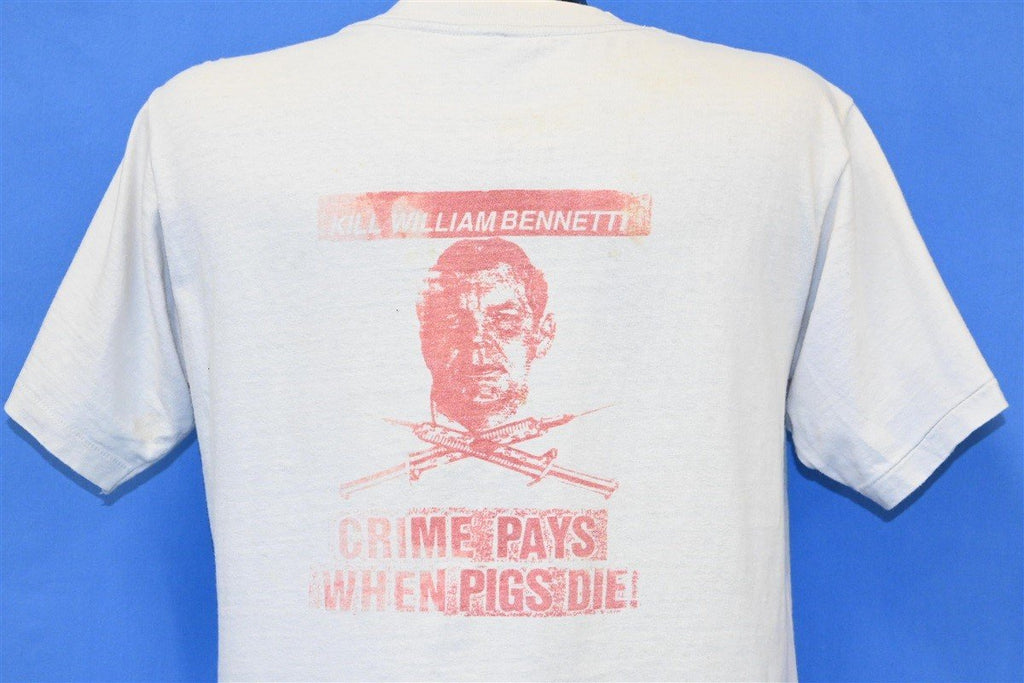 KILL WILLIAM BENNETT!
CRIME PAYS
WHEN PIGS DIE!